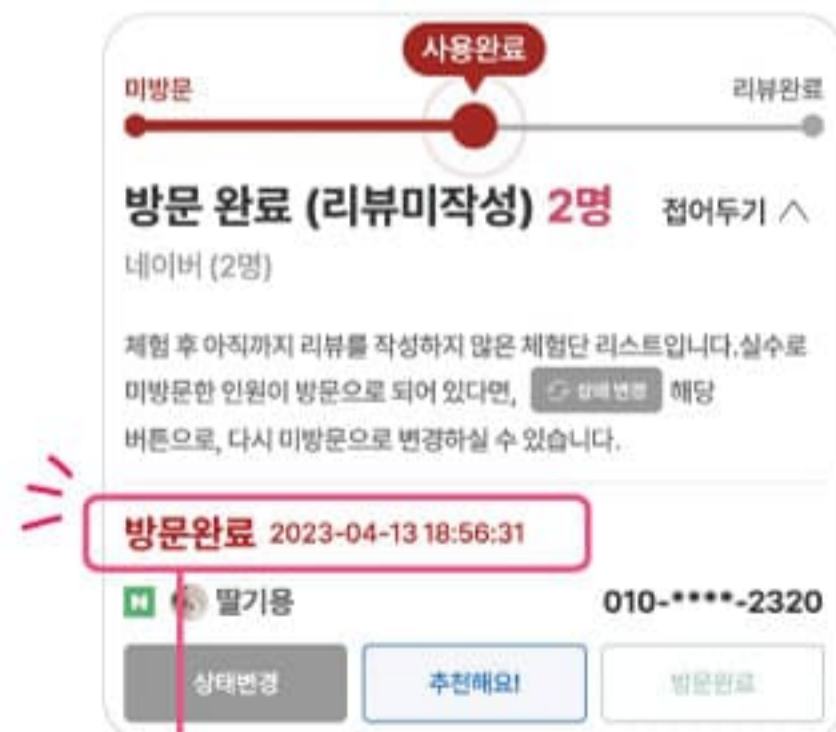 사용완료
미방문
리뷰완료
방문 완료 (리뷰미작성) 2명 접어두기
네이버 (2명)
체험 후 아직까지 리뷰를 작성하지 않은 체험단 리스트입니다.실수로
미방문한 인원이 방문으로 되어 있다면, 상태변경 해당
버튼으로, 다시 미방문으로 변경하실 수 있습니다.
방문완료 2023-04-13 18:56:31
N 딸기용 010-****-2320
상태변경 추천해요! 방문완료